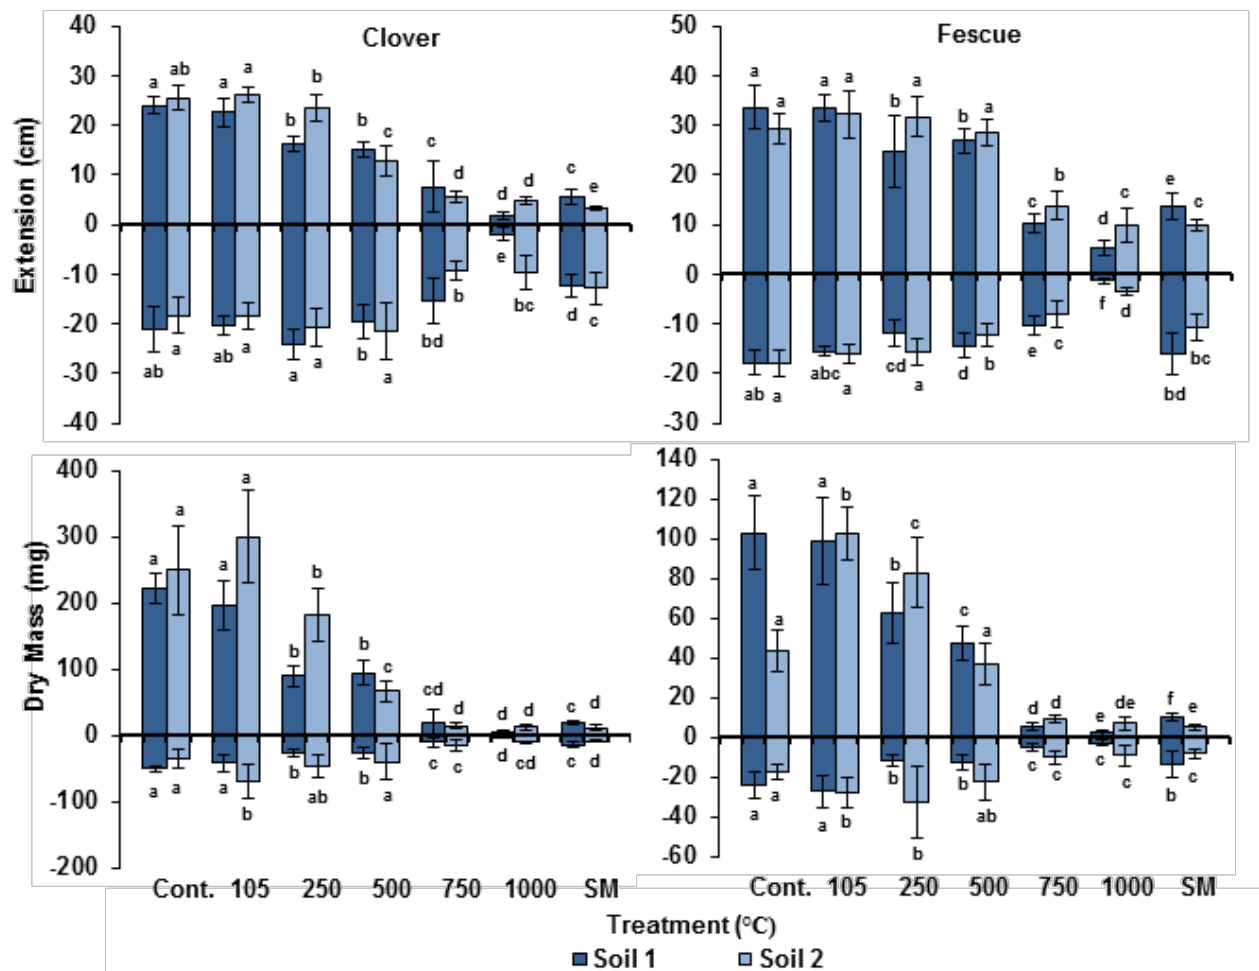 Clover
Extension (cm)
40
30
20
10
0
-10
-20
-30
-40
a ab a a b b b c c d d d c e
ab a ab a a a b a bd b e bc d c
Fescue
50
40
30
20
10
0
-10
-20
-30
a a a a b a b a c b d c e c
ab a abc a cd a d b e c f d bd bc
Dry Mass (mg)
400
300
200
100
0
-100
-200
a a a a b b b c cd d d d c d
a a a b b ab b a c c d cd c d
140
120
100
80
60
40
20
0
-20
-40
-60
a a a b b c c a d d e de f e
a a a b b b b ab c c c c b c
Cont. 105 250 500 750 1000 SM
Cont. 105 250 500 750 1000 SM
Treatment (°C)
Soil 1 Soil 2